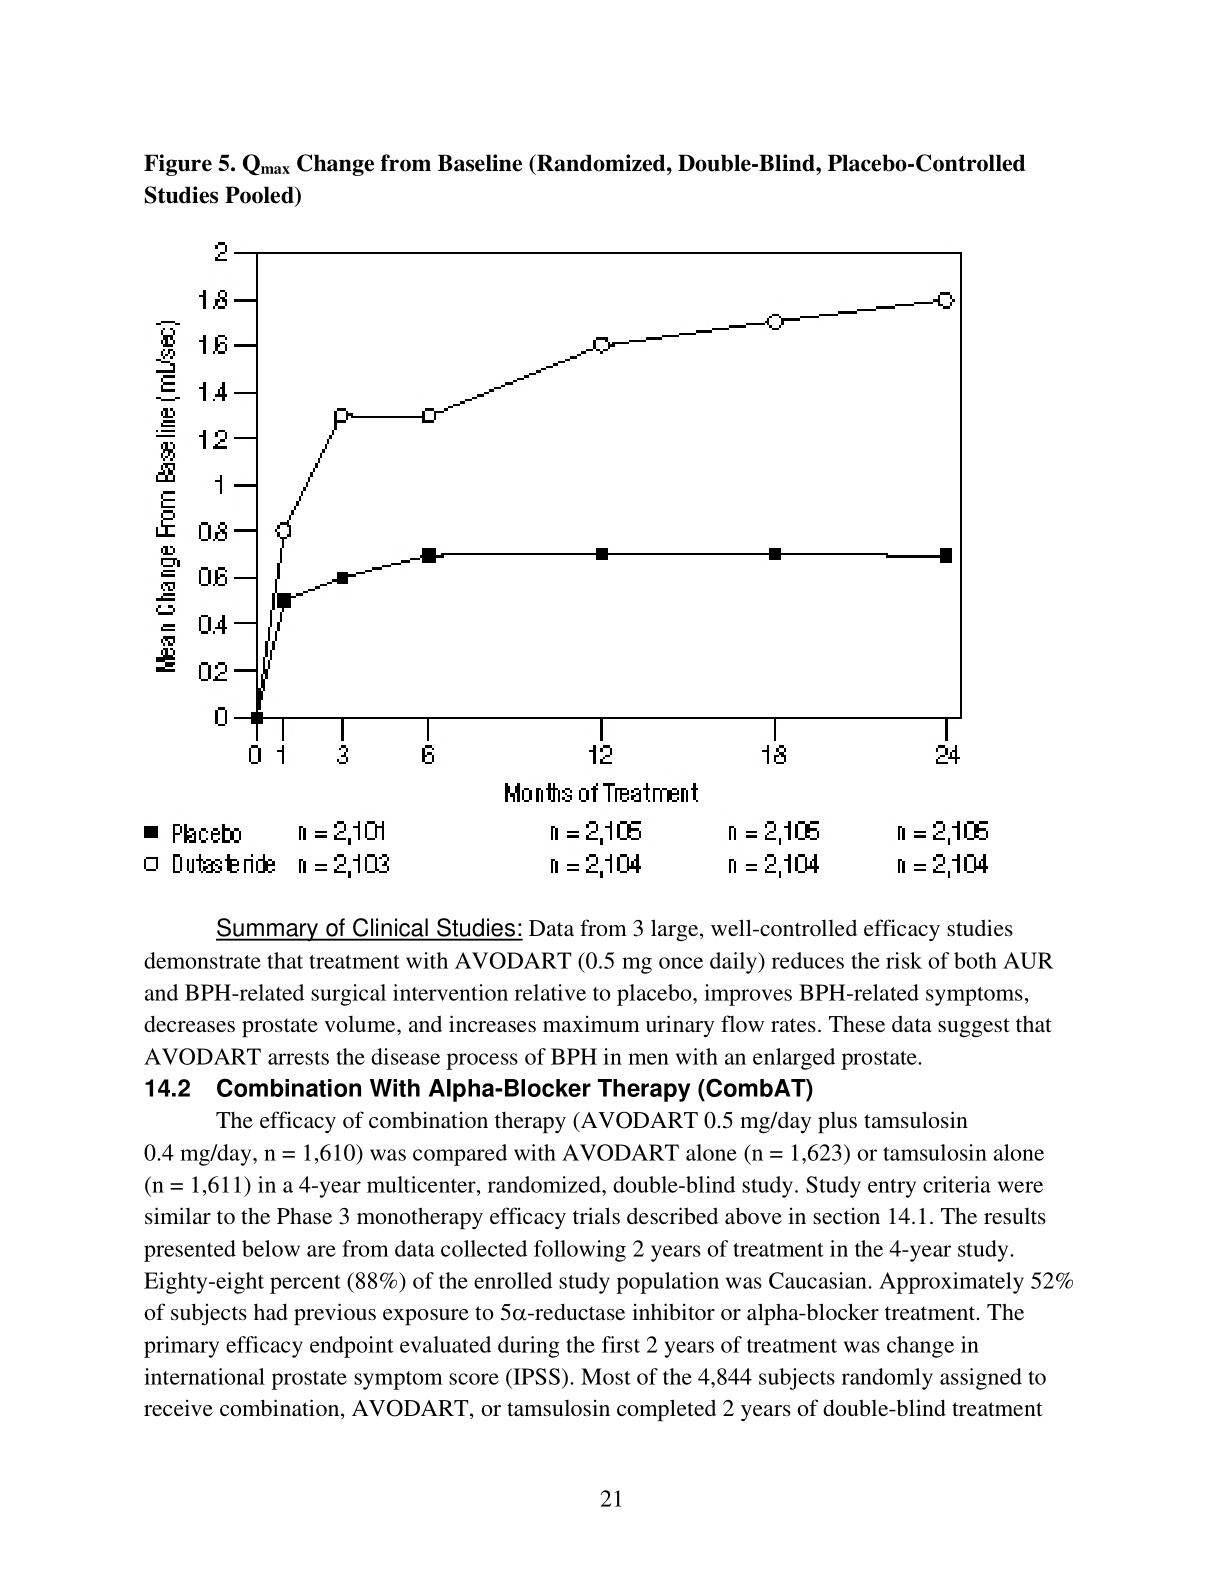 Figure 5. Qmax Change from Baseline (Randomized, Double-Blind, Placebo-Controlled
Studies Pooled)
Mean Change From Baseline (mL/sec)
2
1.8
1.6
1.4
1.2
1
0.8
0.6
0.4
0.2
0
0 1 3 6 12 18 24
Months of Treatment
Placebo n = 2,101 n = 2,105 n = 2,105 n = 2,105
Dutasteride n = 2,103 n = 2,104 n = 2,104 n = 2,104
Summary of Clinical Studies: Data from 3 large, well-controlled efficacy studies
demonstrate that treatment with AVODART (0.5 mg once daily) reduces the risk of both AUR
and BPH-related surgical intervention relative to placebo, improves BPH-related symptoms,
decreases prostate volume, and increases maximum urinary flow rates. These data suggest that
AVODART arrests the disease process of BPH in men with an enlarged prostate.
14.2 Combination With Alpha-Blocker Therapy (CombAT)
The efficacy of combination therapy (AVODART 0.5 mg/day plus tamsulosin
0.4 mg/day, n = 1,610) was compared with AVODART alone (n = 1,623) or tamsulosin alone
(n = 1,611) in a 4-year multicenter, randomized, double-blind study. Study entry criteria were
similar to the Phase 3 monotherapy efficacy trials described above in section 14.1. The results
presented below are from data collected following 2 years of treatment in the 4-year study.
Eighty-eight percent (88%) of the enrolled study population was Caucasian. Approximately 52%
of subjects had previous exposure to 5α-reductase inhibitor or alpha-blocker treatment. The
primary efficacy endpoint evaluated during the first 2 years of treatment was change in
international prostate symptom score (IPSS). Most of the 4,844 subjects randomly assigned to
receive combination, AVODART, or tamsulosin completed 2 years of double-blind treatment
21